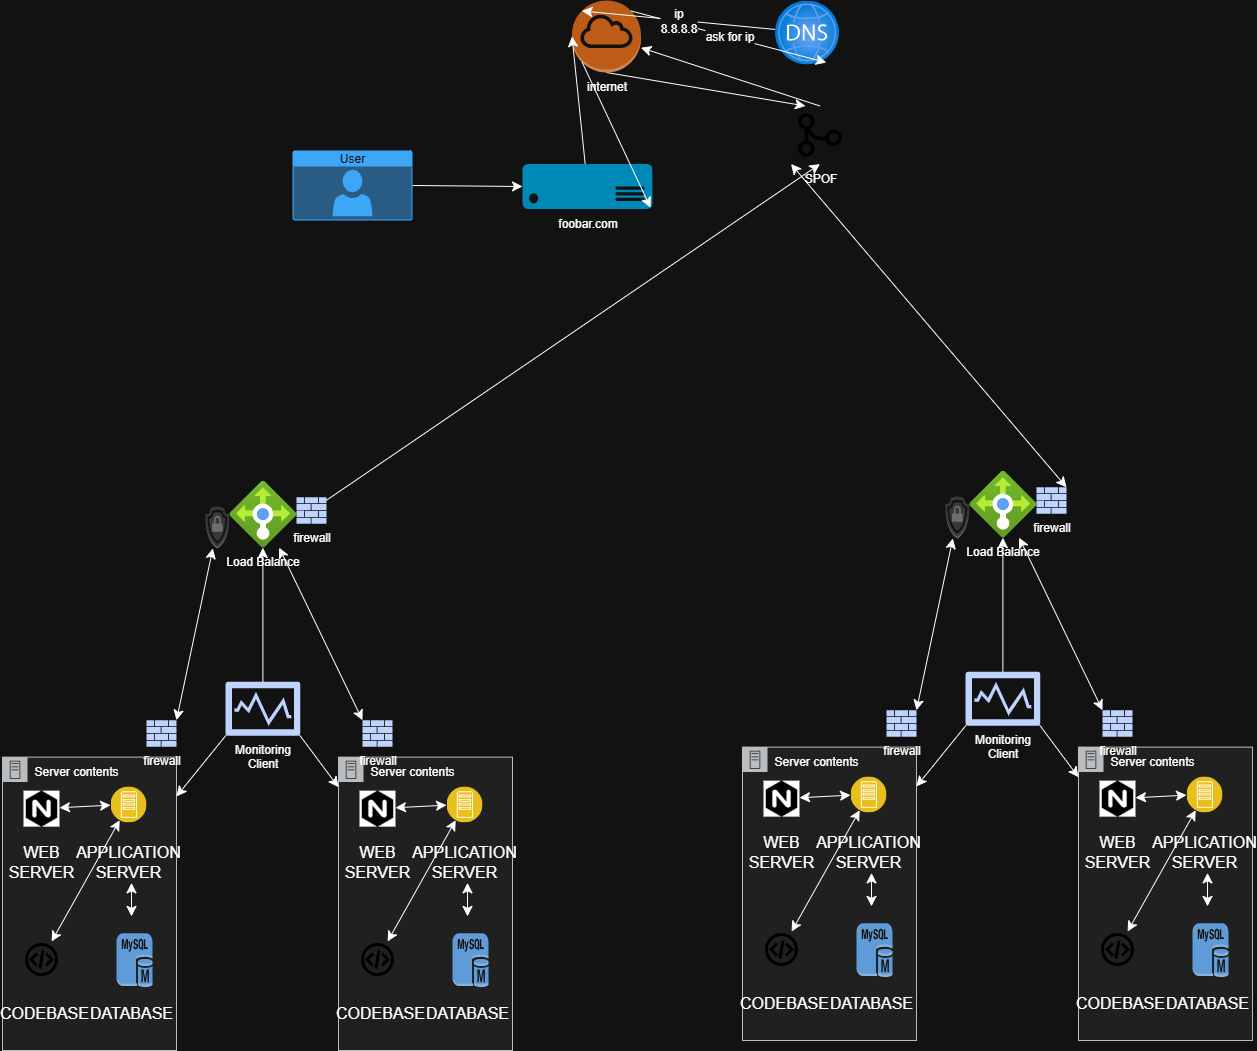 ip
8.8.8.8
ask for ip
DNS
internet
User
SPOF
foobar.com
firewall
Load Balance
firewall
Load Balance
Monitoring
Client
firewall
firewall
Monitoring
Client
firewall
firewall
Server contents
N
WEB
SERVER
APPLICATION
SERVER
</>
MySQL
M
CODEBASE
DATABASE
Server contents
N
WEB
SERVER
APPLICATION
SERVER
</>
MySQL
M
CODEBASE
DATABASE
Server contents
N
WEB
SERVER
APPLICATION
SERVER
</>
MySQL
M
CODEBASE
DATABASE
Server contents
N
WEB
SERVER
APPLICATION
SERVER
</>
MySQL
M
CODEBASE
DATABASE